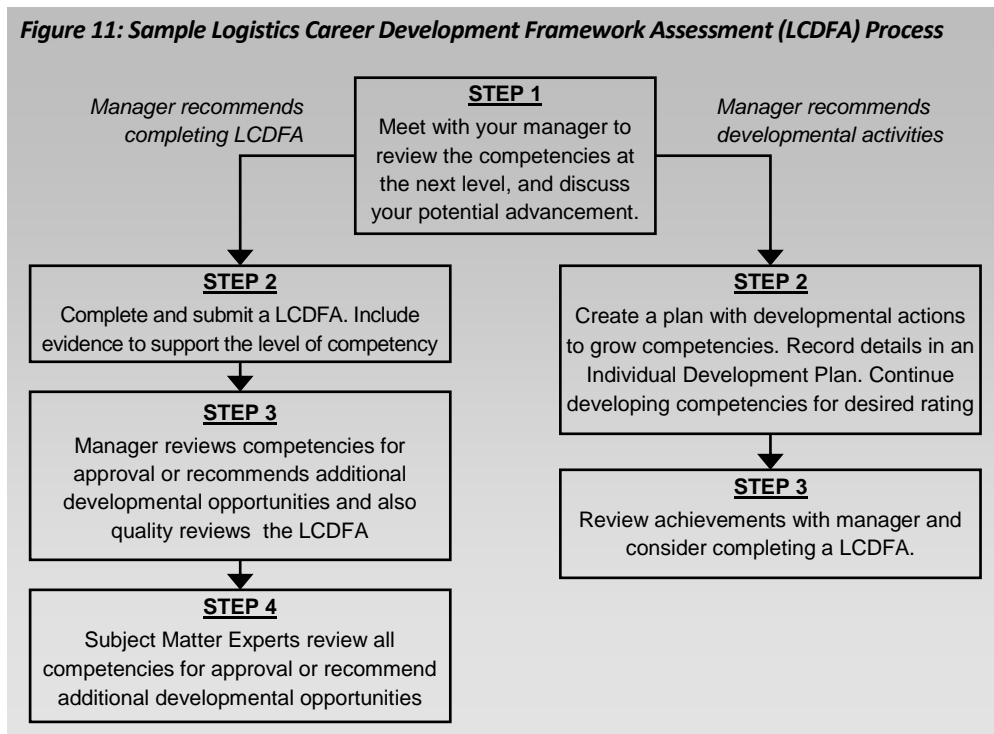 Figure 11: Sample Logistics Career Development Framework Assessment (LCDFA) Process
Manager recommends
completing LCDFA
STEP 1
Meet with your manager to
review the competencies at
the next level, and discuss
your potential advancement.
Manager recommends
developmental activities
STEP 2
Complete and submit a LCDFA. Include
evidence to support the level of competency
STEP 3
Manager reviews competencies for
approval or recommends additional
developmental opportunities and also
quality reviews the LCDFA
STEP 4
Subject Matter Experts review all
competencies for approval or recommend
additional developmental opportunities
STEP 2
Create a plan with developmental actions
to grow competencies. Record details in an
Individual Development Plan. Continue
developing competencies for desired rating
STEP 3
Review achievements with manager and
consider completing a LCDFA.